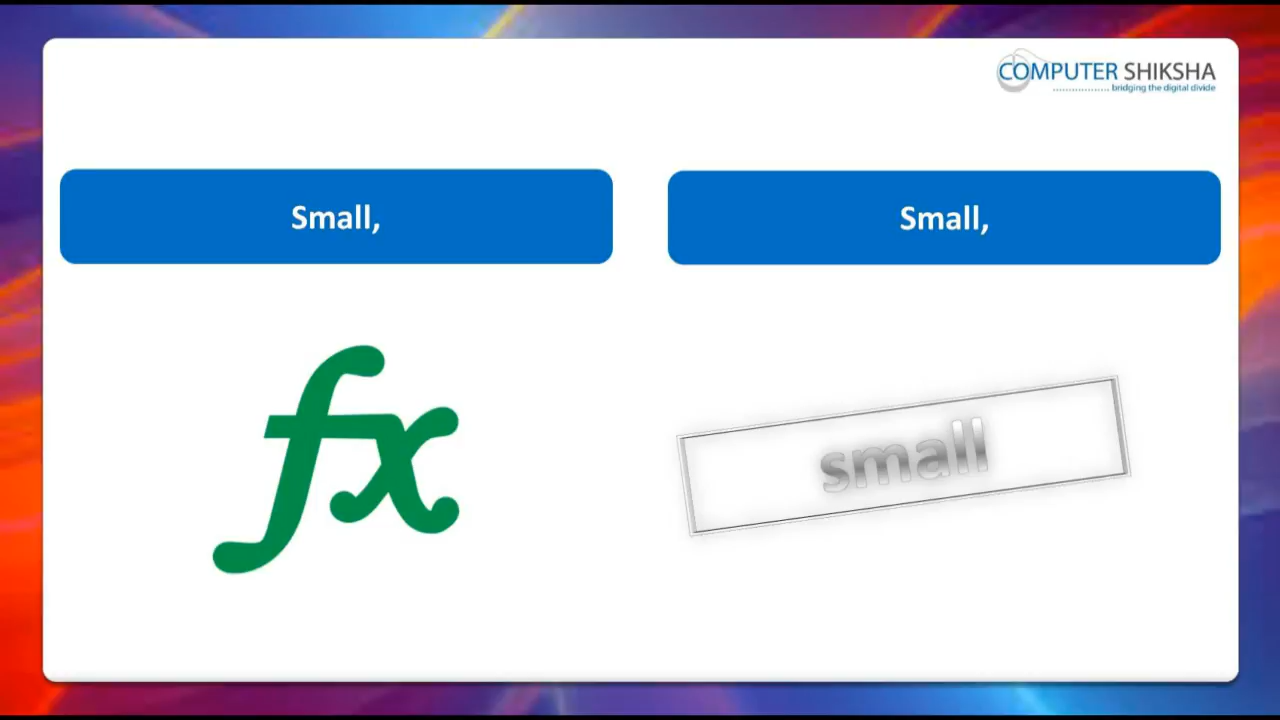 COMPUTER SHIKSHA
bridging the digital divide
Small,
Small,
fx
small